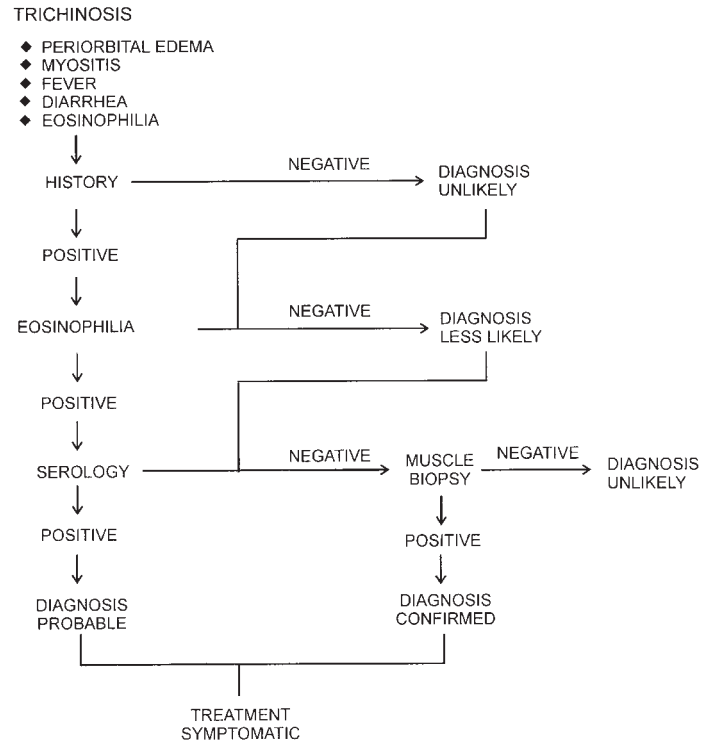 TRICHINOSIS
◆ PERIORBITAL EDEMA
◆ MYOSITIS
◆ FEVER
◆ DIARRHEA
◆ EOSINOPHILIA
HISTORY
NEGATIVE
DIAGNOSIS
UNLIKELY
POSITIVE
EOSINOPHILIA
NEGATIVE
DIAGNOSIS
LESS LIKELY
POSITIVE
SEROLOGY
NEGATIVE
MUSCLE
BIOPSY
NEGATIVE
DIAGNOSIS
UNLIKELY
POSITIVE
POSITIVE
DIAGNOSIS
PROBABLE
DIAGNOSIS
CONFIRMED
TREATMENT
SYMPTOMATIC